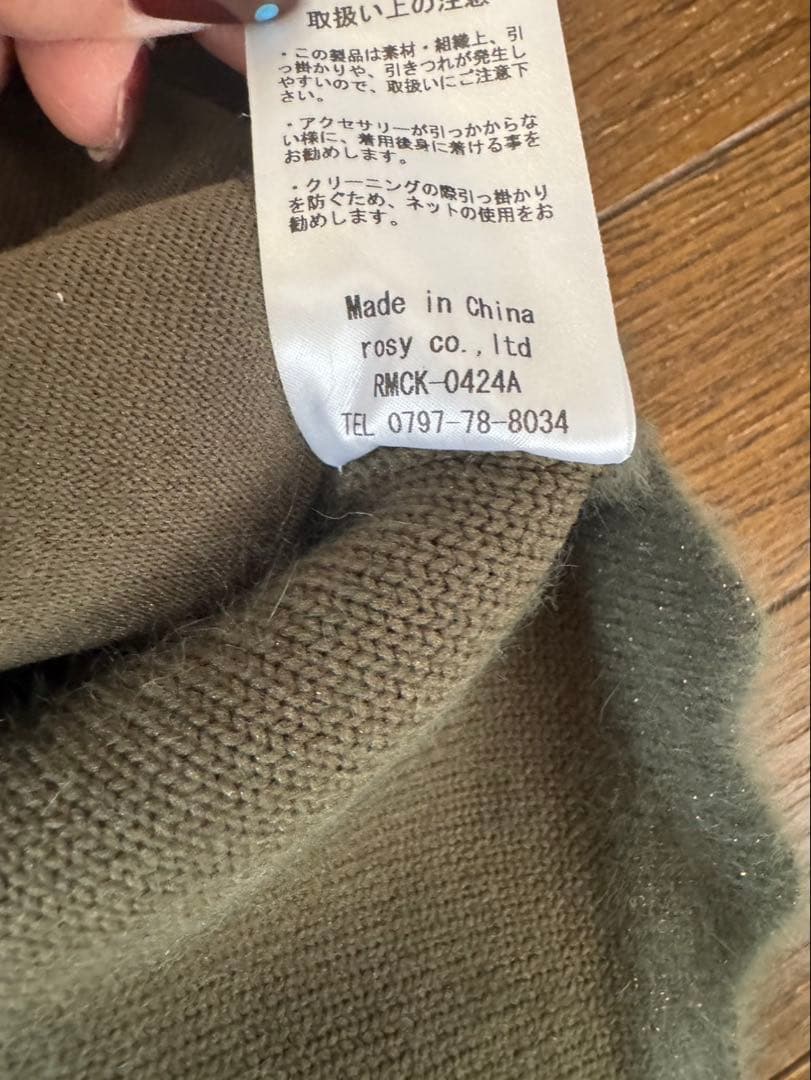 取扱い上の注意
・この製品は素材・組織上、引
っ掛かりや、引きつれが発生し
やすいので、取扱いにご注意下
さい。
・アクセサリーが引っかからな
い様に、着用後身に着ける事を
お勧めします。
・クリーニングの際引っ掛かり
を防ぐため、ネットの使用をお
勧めします。
Made in China
rosy co.,ltd
RMCK-0424A
TEL 0797-78-8034